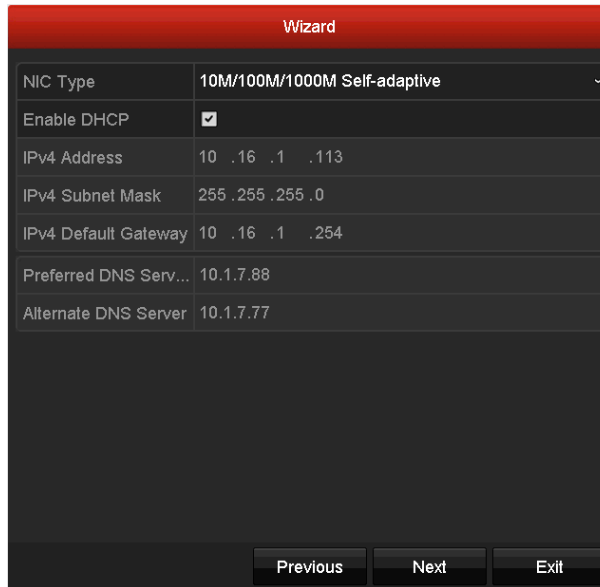 Wizard
NIC Type 10M/100M/1000M Self-adaptive
Enable DHCP
IPv4 Address 10 .16 .1 .113
IPv4 Subnet Mask 255 .255 .255 .0
IPv4 Default Gateway 10 .16 .1 .254
Preferred DNS Serv... 10.1.7.88
Alternate DNS Server 10.1.7.77
Previous Next Exit